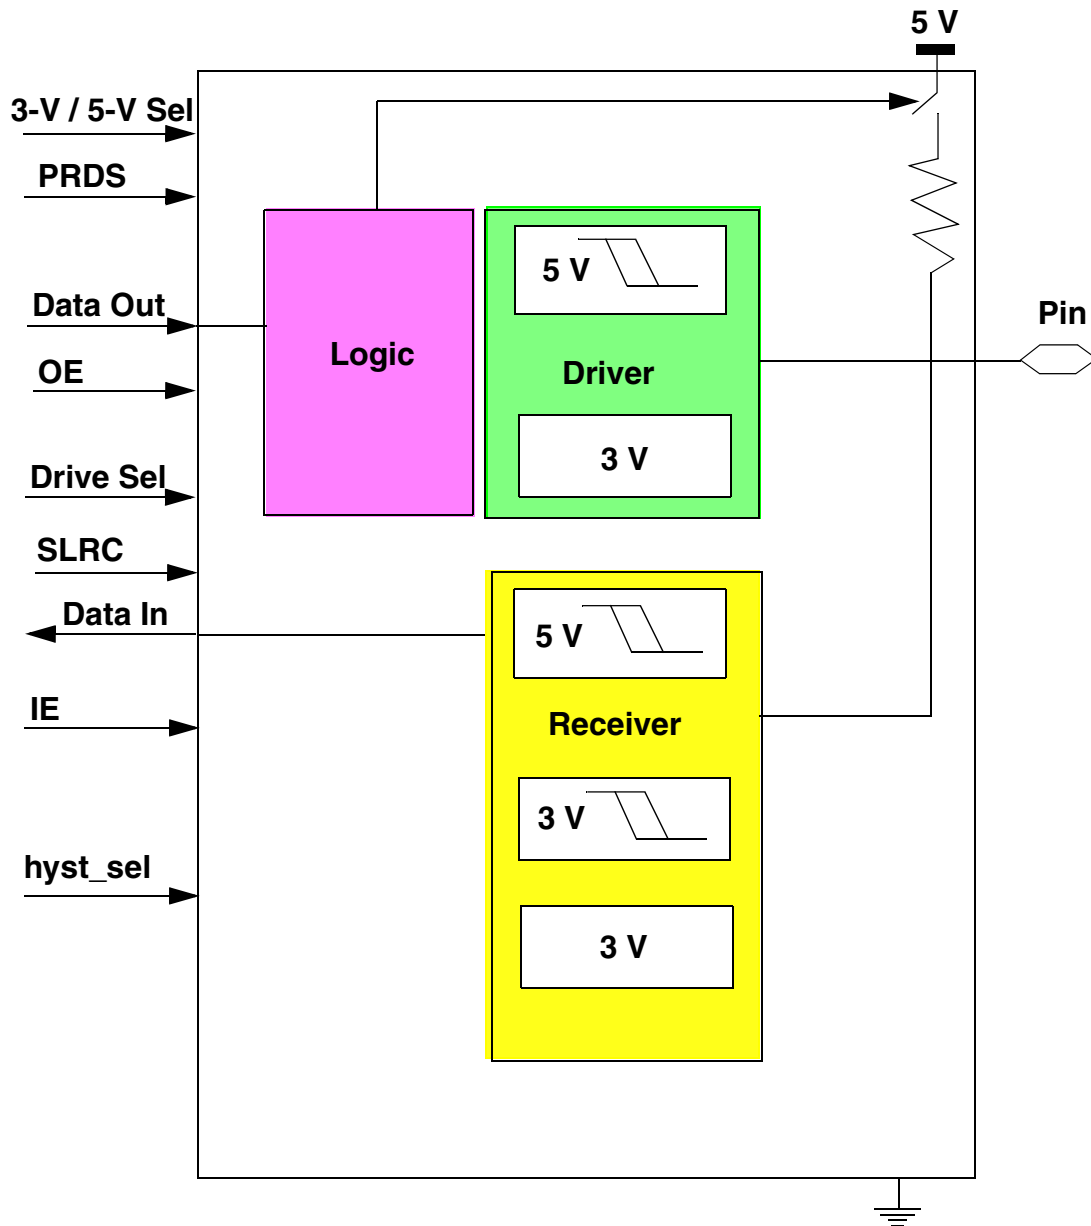 5 V
3-V / 5-V Sel
PRDS
Data Out
OE
Drive Sel
SLRC
Data In
IE
hyst_sel
Logic
5 V
Driver
3 V
5 V
Receiver
3 V
3 V
Pin